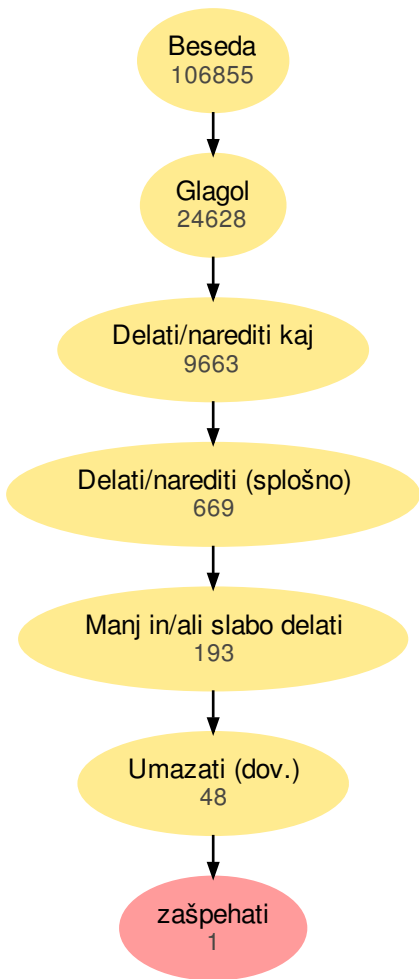 Beseda
106855
Glagol
24628
Delati/narediti kaj
9663
Delati/narediti (splošno)
669
Manj in/ali slabo delati
193
Umazati (dov.)
48
zašpehati
1